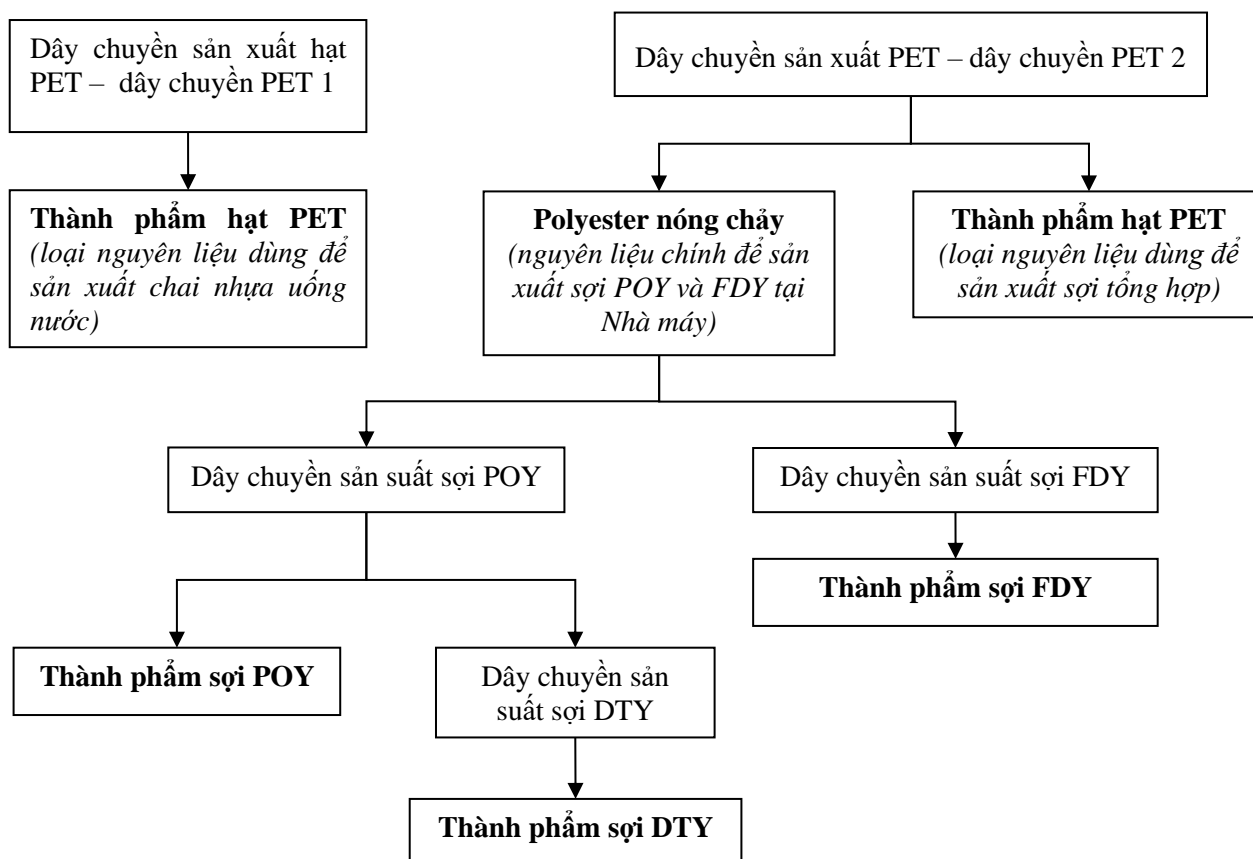 Dây chuyền sản xuất hạt
PET – dây chuyền PET 1
Dây chuyền sản xuất PET – dây chuyền PET 2
Thành phẩm hạt PET
(loại nguyên liệu dùng để
sản xuất chai nhựa uống
nước)
Polyester nóng chảy
(nguyên liệu chính để sản
xuất sợi POY và FDY tại
Nhà máy)
Thành phẩm hạt PET
(loại nguyên liệu dùng để
sản xuất sợi tổng hợp)
Dây chuyền sản suất sợi POY
Dây chuyền sản suất sợi FDY
Thành phẩm sợi FDY
Thành phẩm sợi POY
Dây chuyền sản
suất sợi DTY
Thành phẩm sợi DTY